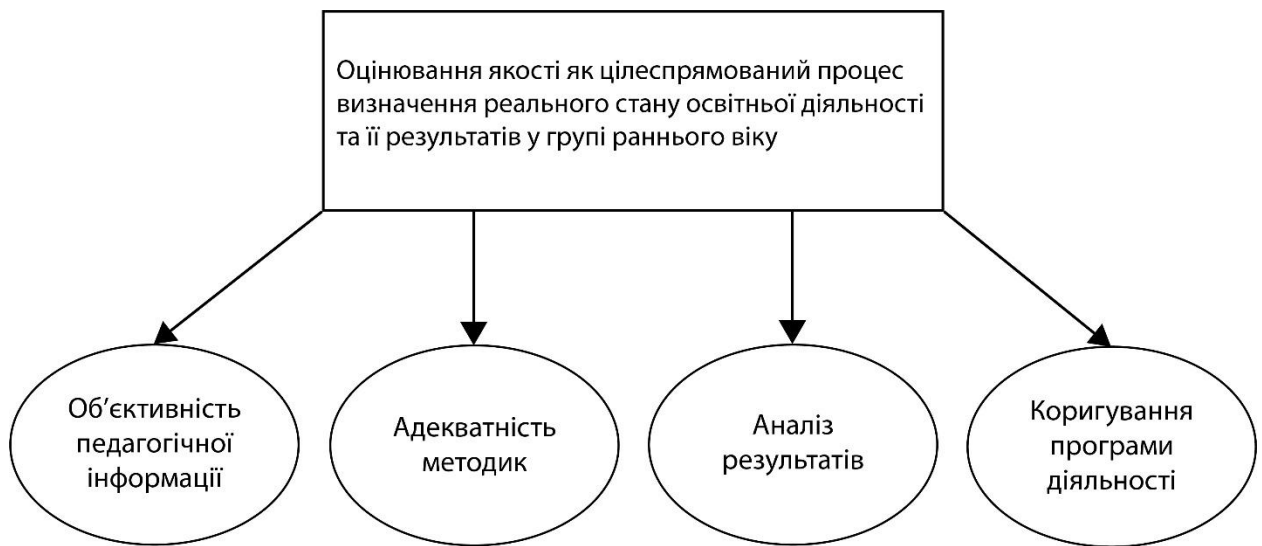 Оцінювання якості як цілеспрямований процес
визначення реального стану освітньої діяльності
та її результатів у групі раннього віку
Об’єктивність
педагогічної
інформації
Адекватність
методик
Аналіз
результатів
Коригування
програми
діяльності